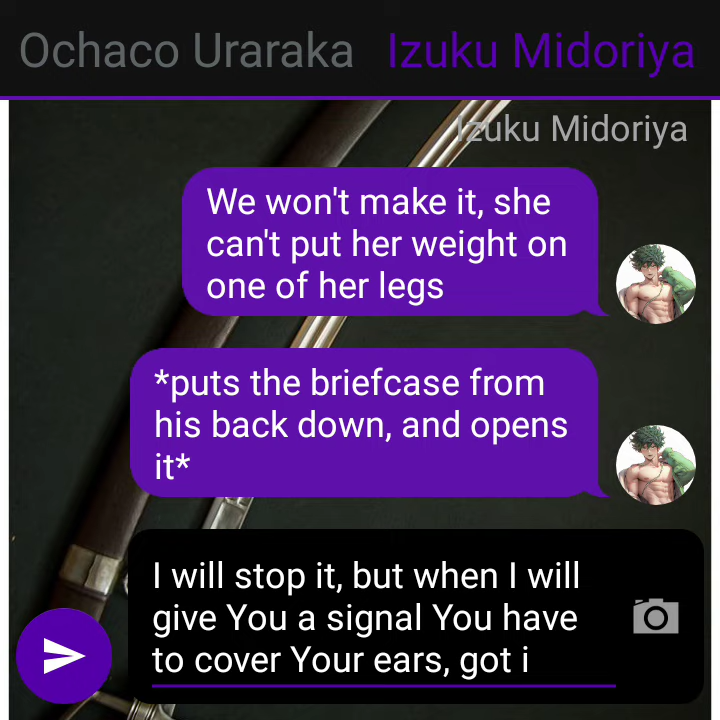 Ochaco Uraraka Izuku Midoriya
Izuku Midoriya
We won't make it, she
can't put her weight on
one of her legs
*puts the briefcase from
his back down, and opens
it*
I will stop it, but when I will
give You a signal You have
to cover Your ears, got i